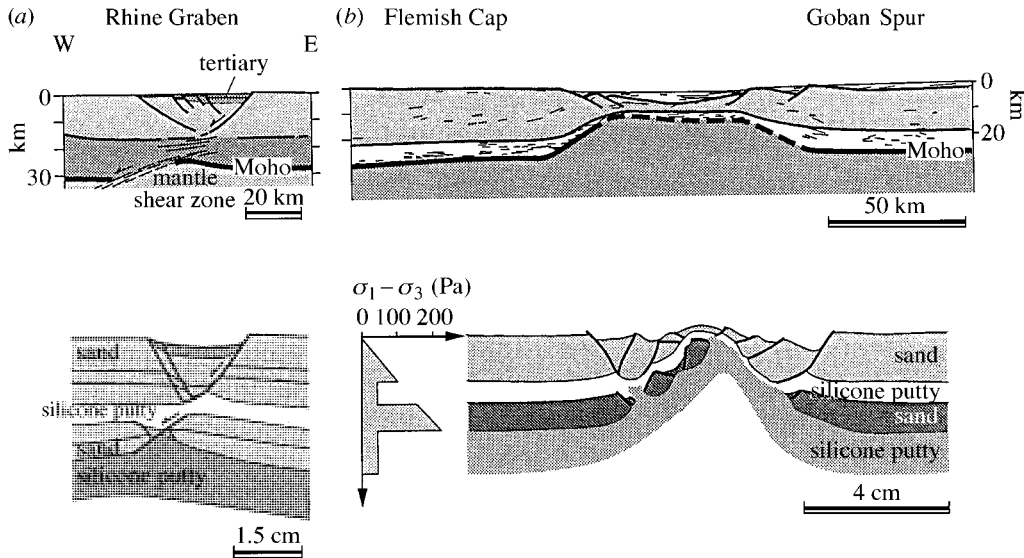 (a) Rhine Graben
W E
tertiary
0
km
30
Moho
mantle
shear zone
20 km
(b) Flemish Cap Goban Spur
0
km
20
Moho
50 km
sand
silicone putty
sand
silicone putty
1.5 cm
σ1 – σ3 (Pa)
0 100 200
sand
silicone putty
sand
silicone putty
4 cm